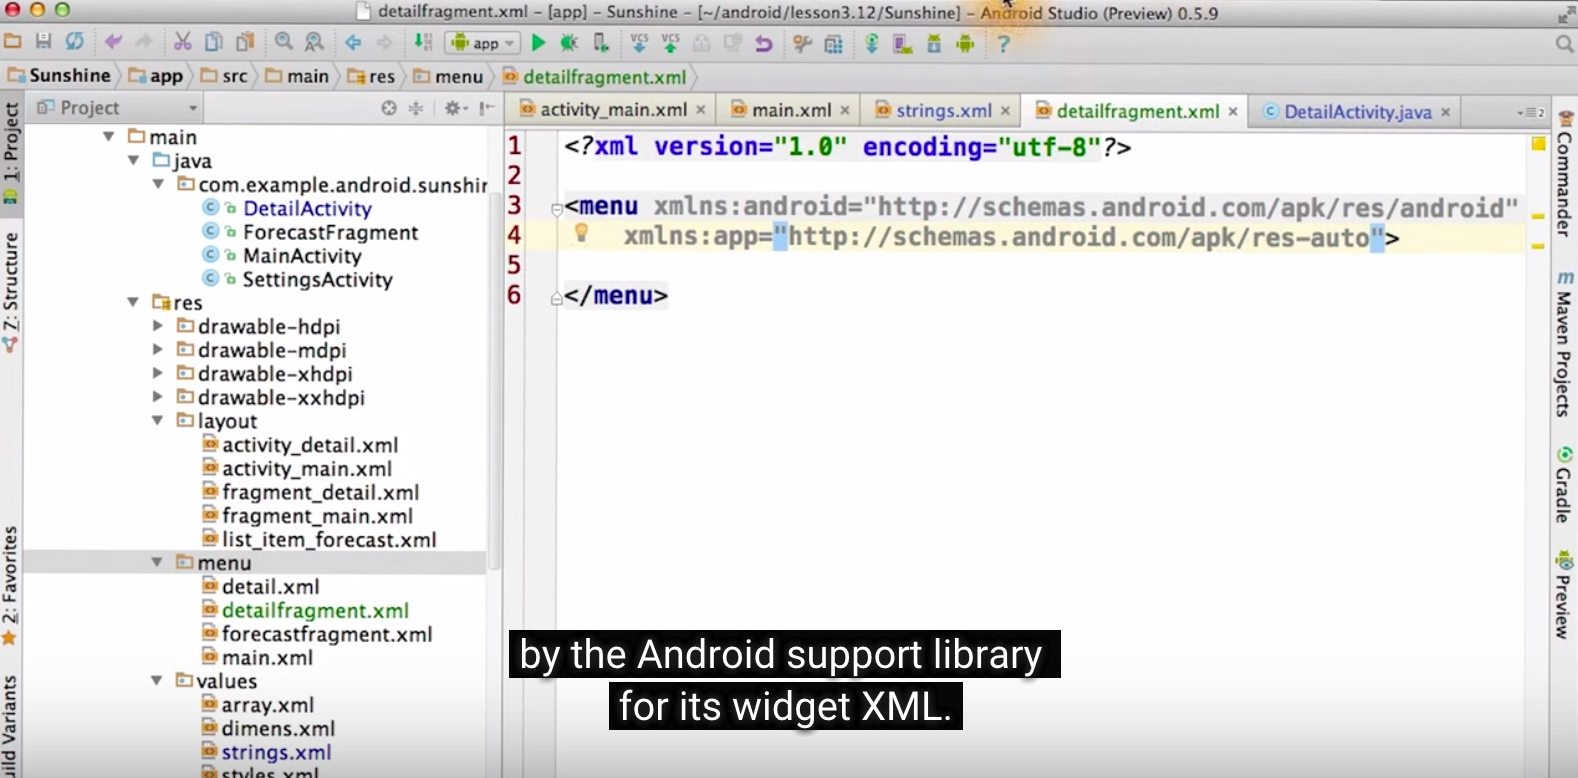 detailfragment.xml - [app] - Sunshine - [~/android/lesson3.12/Sunshine] - Android Studio (Preview) 0.5.9
app
VCS VCS
?
Sunshine app src main res menu detailfragment.xml
1: Project
7: Structure
2: Favorites
uild Variants
Project
main
java
com.example.android.sunshin
DetailActivity
ForecastFragment
MainActivity
SettingsActivity
res
drawable-hdpi
drawable-mdpi
drawable-xhdpi
drawable-xxhdpi
layout
activity_detail.xml
activity_main.xml
fragment_detail.xml
fragment_main.xml
list_item_forecast.xml
menu
detail.xml
detailfragment.xml
forecastfragment.xml
main.xml
values
array.xml
dimens.xml
strings.xml
styles.xml
activity_main.xml main.xml strings.xml detailfragment.xml DetailActivity.java
1 <?xml version="1.0" encoding="utf-8"?>
2
3 <menu xmlns:android="http://schemas.android.com/apk/res/android"
4 xmlns:app="http://schemas.android.com/apk/res-auto">
5
6 </menu>
Commander
Maven Projects
Gradle
Preview
by the Android support library
for its widget XML.